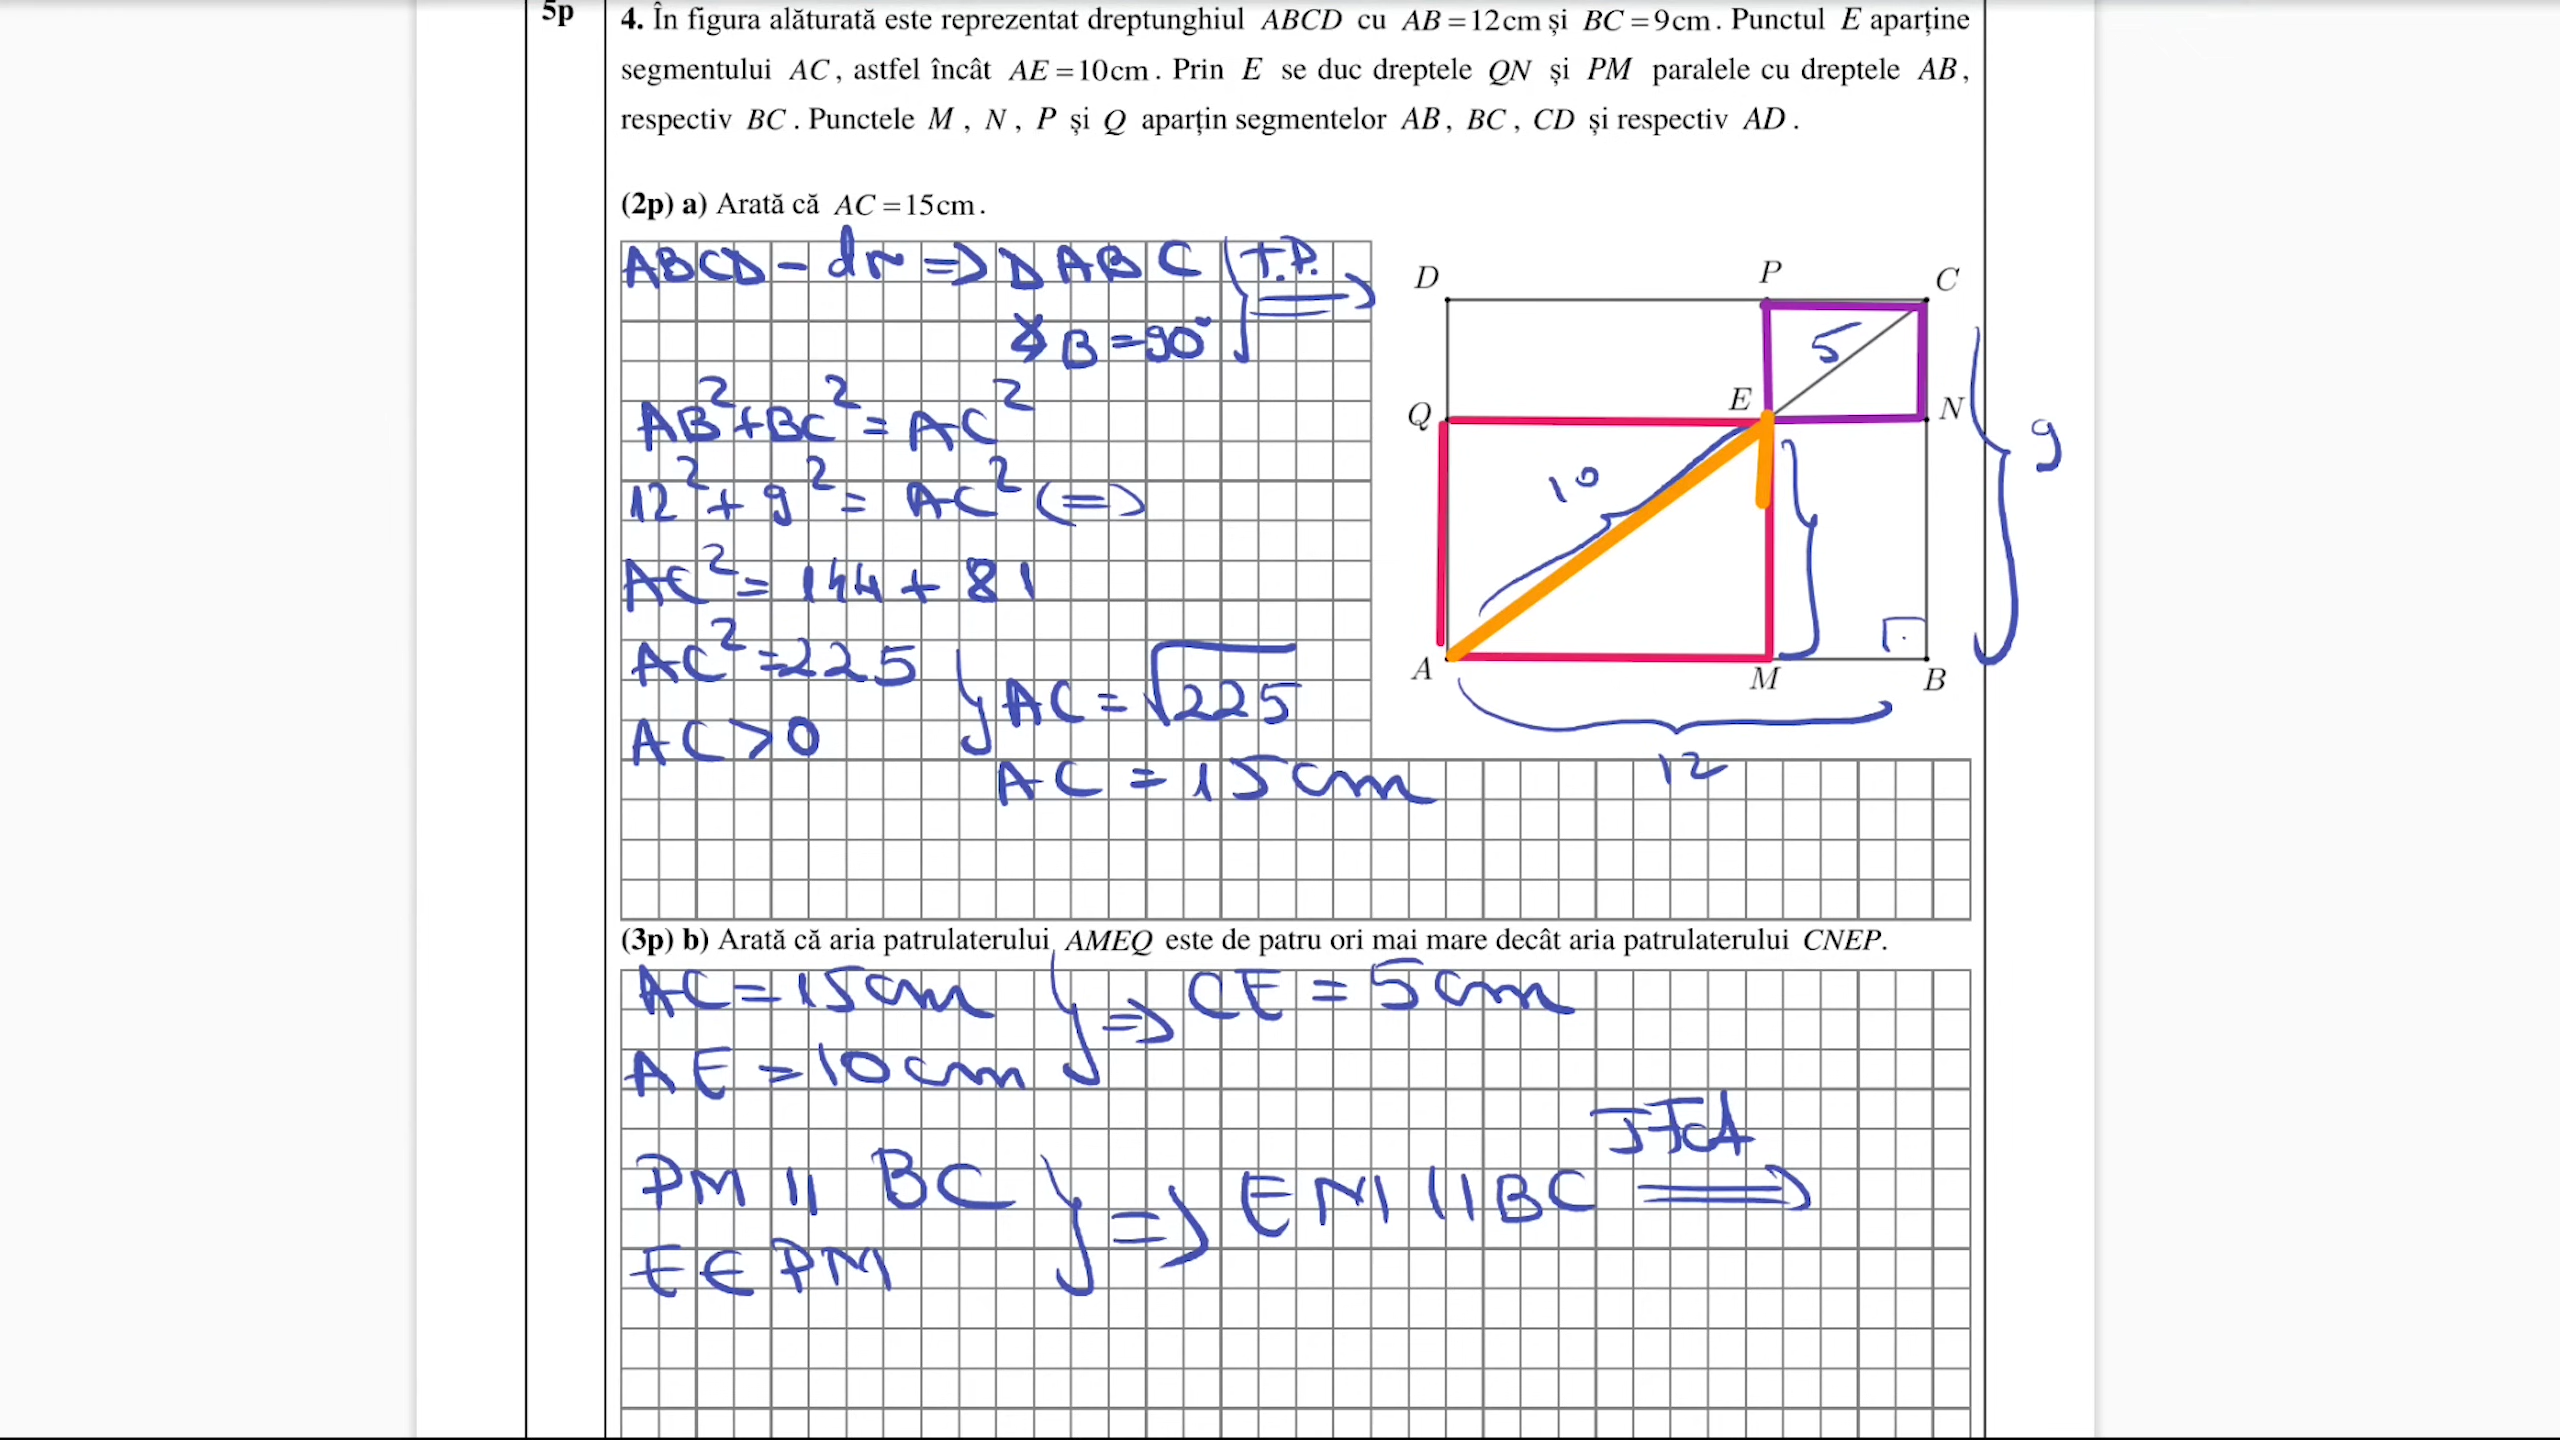 5p
4. În figura alăturată este reprezentat dreptunghiul ABCD cu AB = 12cm și BC = 9cm. Punctul E aparține
segmentului AC, astfel încât AE = 10cm. Prin E se duc dreptele QN și PM paralele cu dreptele AB,
respectiv BC. Punctele M, N, P și Q aparțin segmentelor AB, BC, CD și respectiv AD.
(2p) a) Arată că AC = 15cm.
ABCD - dr => Δ ABC } T.P. =>
∢ B = 90°
AB² + BC² = AC²
12² + 9² = AC² (=)
AC² = 144 + 81
AC² = 225
AC > 0
} AC = √225
AC = 15cm
D P C
5
E
Q N
10
9
A M B
12
(3p) b) Arată că aria patrulaterului AMEQ este de patru ori mai mare decât aria patrulaterului CNEP.
AC = 15cm } => CE = 5cm
AE = 10cm
PM || BC } => EM || BC =>
E ∈ PM